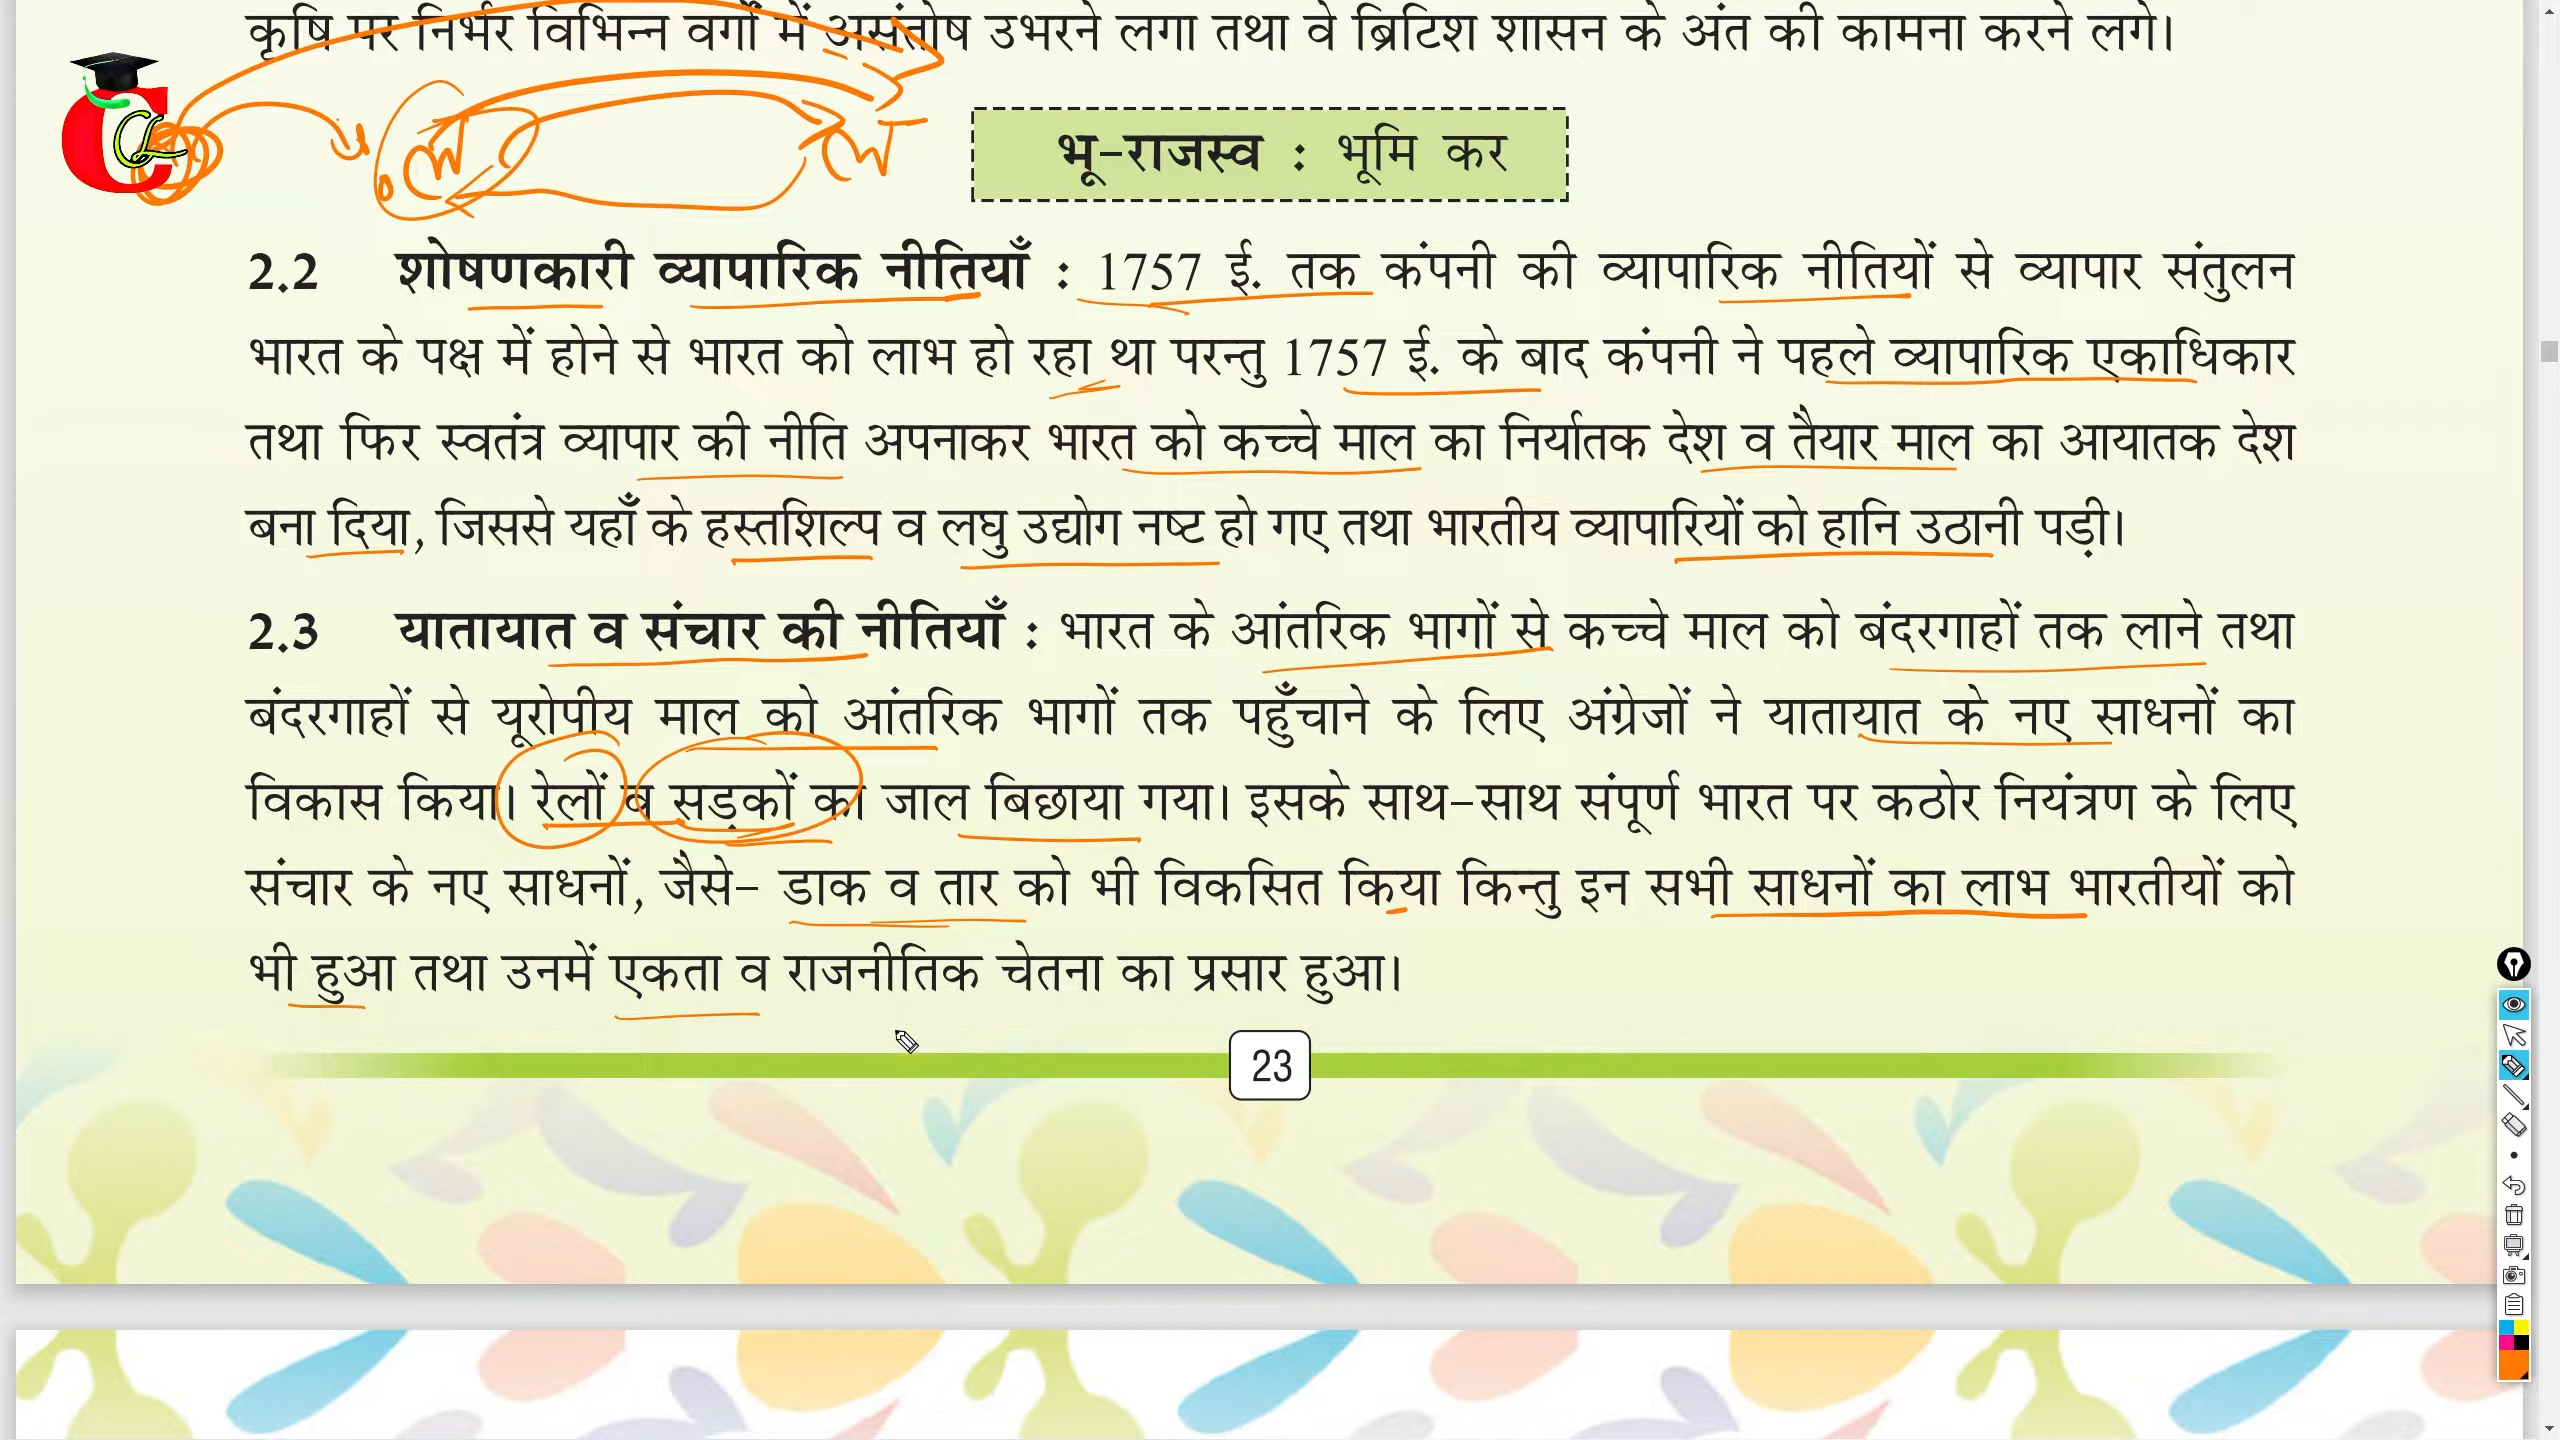 कृषि पर निर्भर विभिन्न वर्गों में असंतोष उभरने लगा तथा वे ब्रिटिश शासन के अंत की कामना करने लगे।
भू-राजस्व : भूमि कर
2.2 शोषणकारी व्यापारिक नीतियाँ : 1757 ई. तक कंपनी की व्यापारिक नीतियों से व्यापार संतुलन
भारत के पक्ष में होने से भारत को लाभ हो रहा था परन्तु 1757 ई. के बाद कंपनी ने पहले व्यापारिक एकाधिकार
तथा फिर स्वतंत्र व्यापार की नीति अपनाकर भारत को कच्चे माल का निर्यातक देश व तैयार माल का आयातक देश
बना दिया, जिससे यहाँ के हस्तशिल्प व लघु उद्योग नष्ट हो गए तथा भारतीय व्यापारियों को हानि उठानी पड़ी।
2.3 यातायात व संचार की नीतियाँ : भारत के आंतरिक भागों से कच्चे माल को बंदरगाहों तक लाने तथा
बंदरगाहों से यूरोपीय माल को आंतरिक भागों तक पहुँचाने के लिए अंग्रेजों ने यातायात के नए साधनों का
विकास किया। रेलों व सड़कों का जाल बिछाया गया। इसके साथ-साथ संपूर्ण भारत पर कठोर नियंत्रण के लिए
संचार के नए साधनों, जैसे- डाक व तार को भी विकसित किया किन्तु इन सभी साधनों का लाभ भारतीयों को
भी हुआ तथा उनमें एकता व राजनीतिक चेतना का प्रसार हुआ।
23